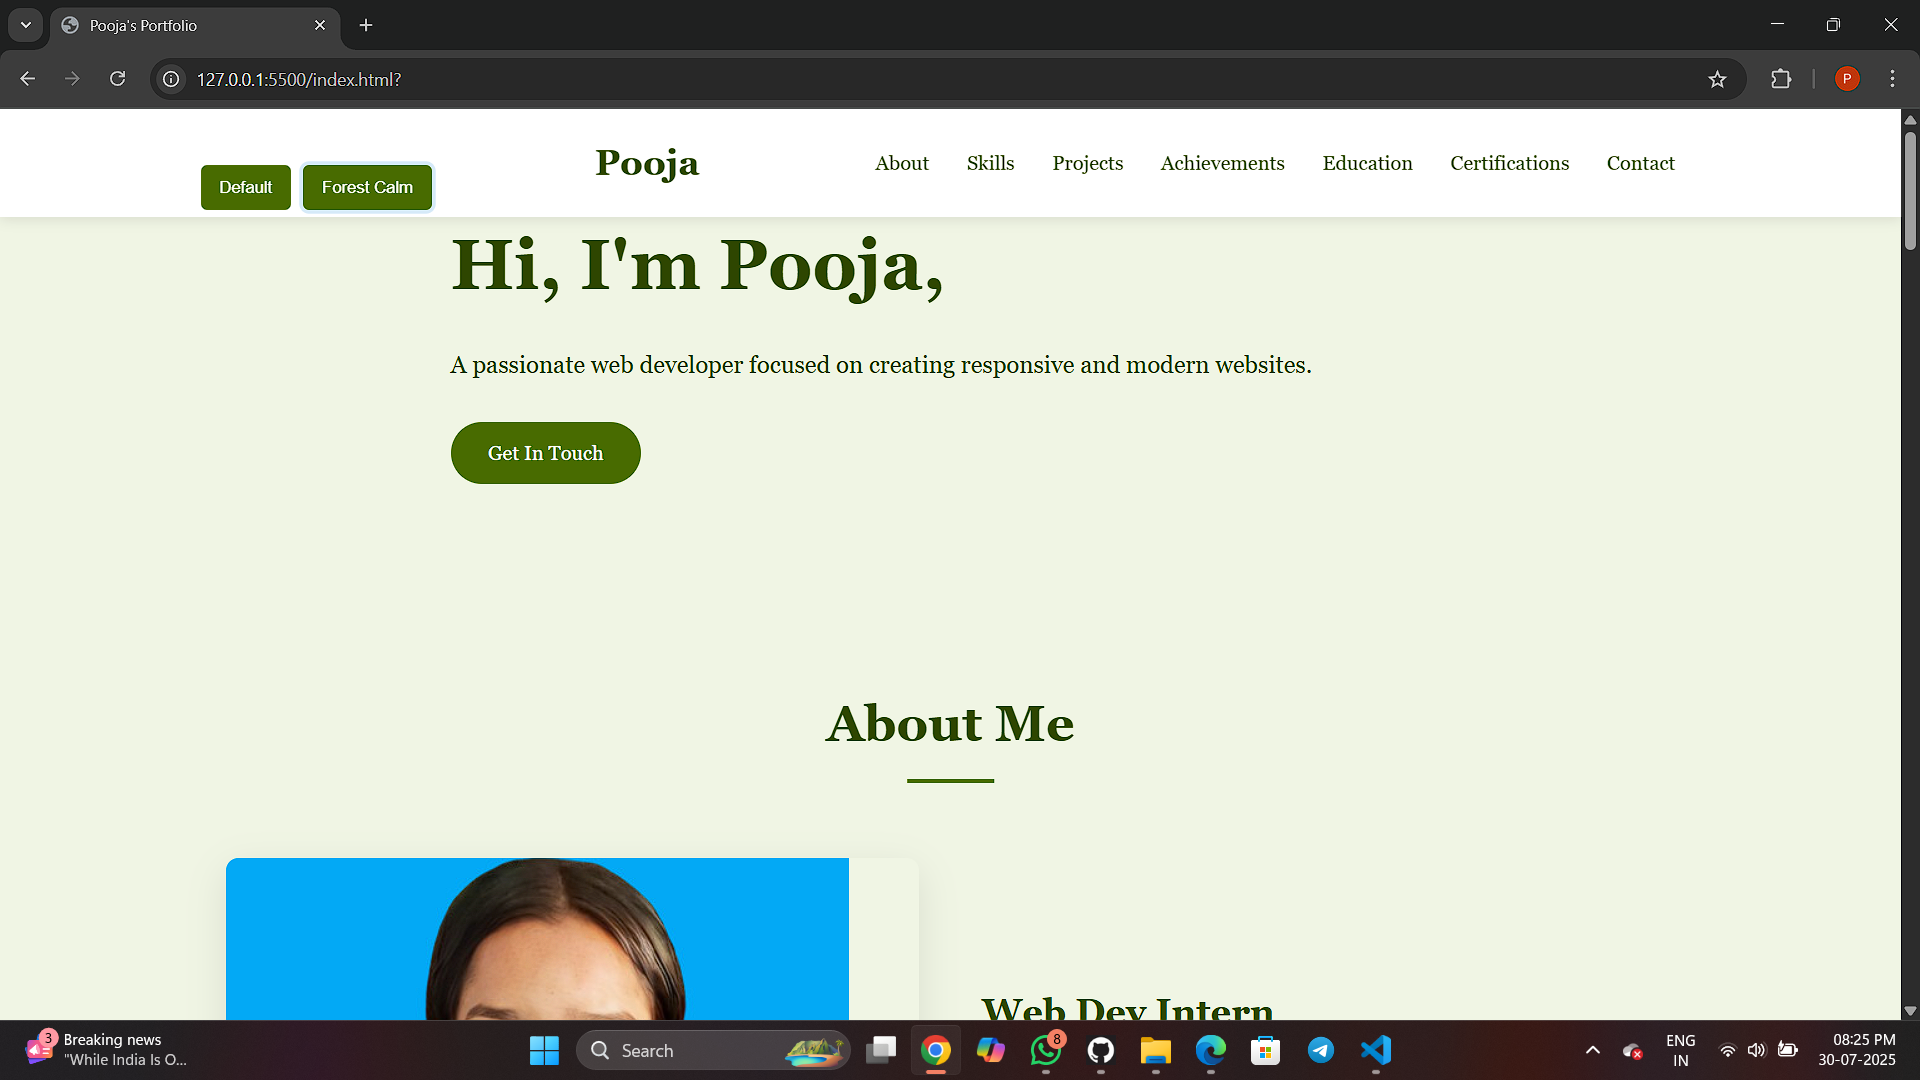 Pooja's Portfolio
127.0.0.1:5500/index.html?
P
Default
Forest Calm
Pooja
About
Skills
Projects
Achievements
Education
Certifications
Contact
Hi, I'm Pooja,
A passionate web developer focused on creating responsive and modern websites.
Get In Touch
About Me
Web Dev Intern
3
Breaking news
"While India Is O...
Search
8
ENG
IN
08:25 PM
30-07-2025